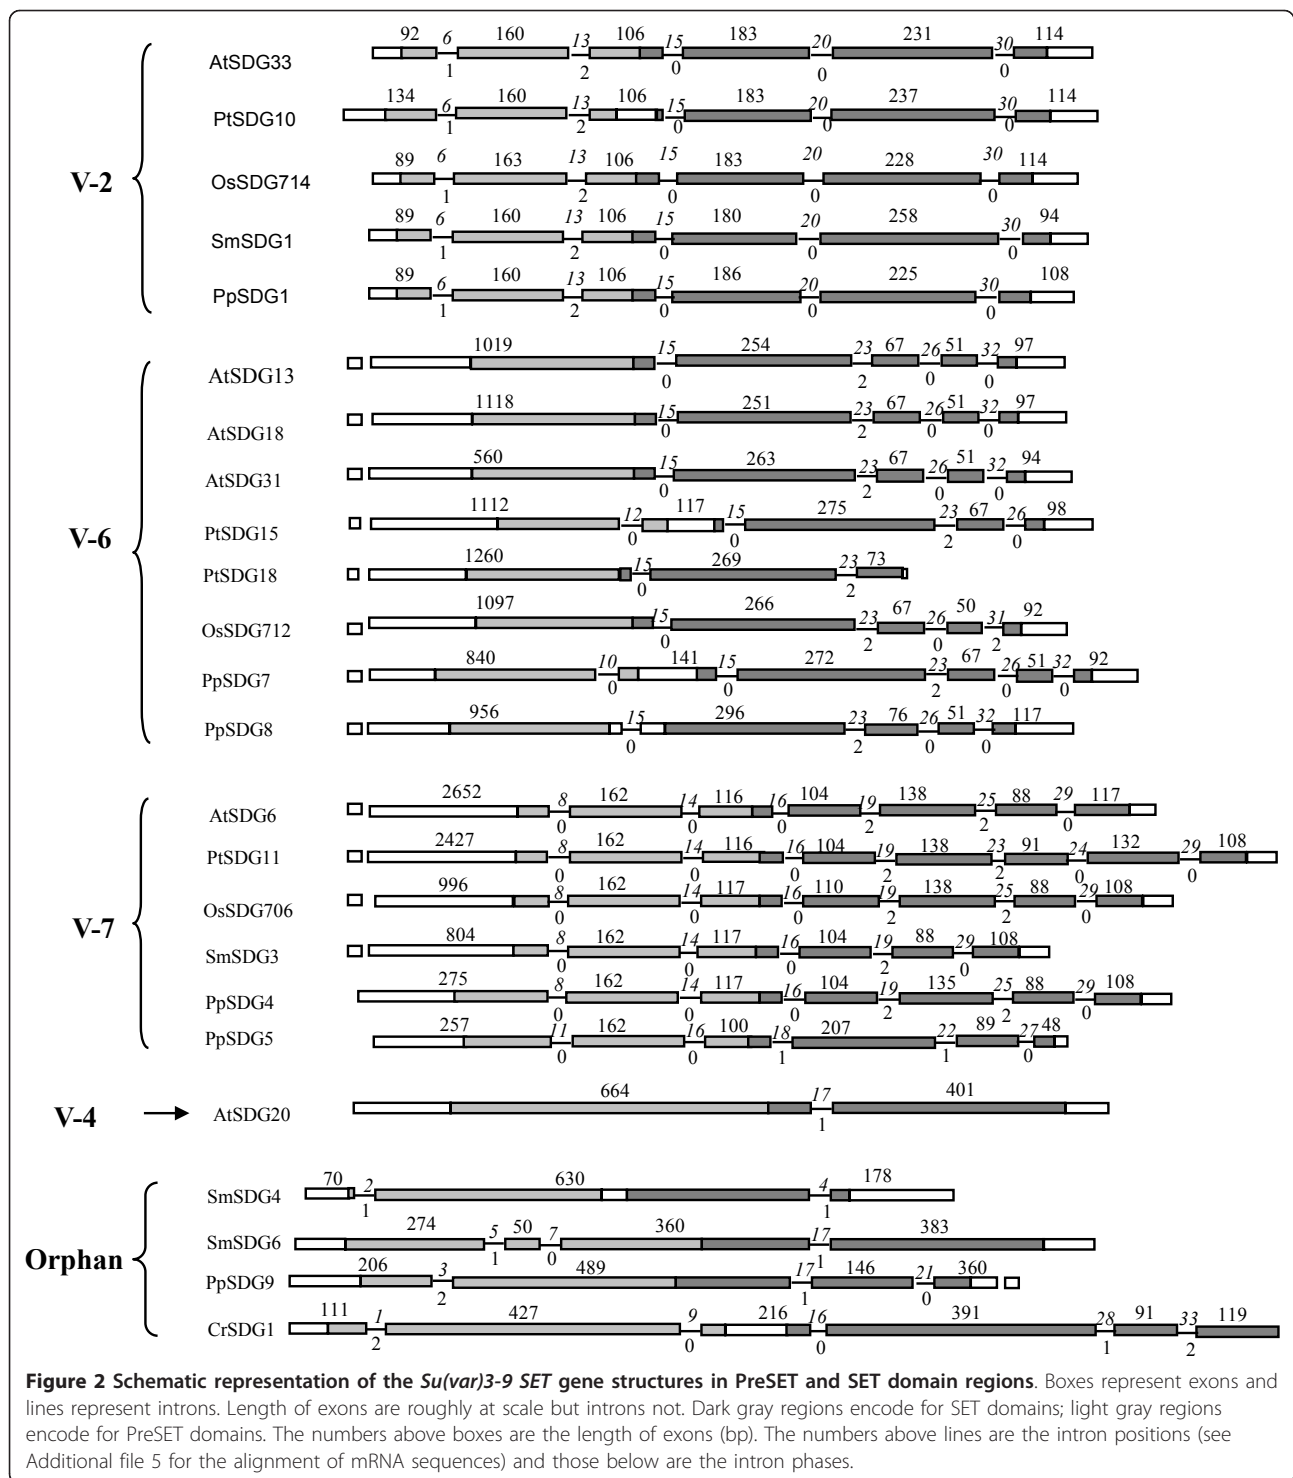 92 6 160 13 106 15 183 20 231 30 114
AtSDG33
1 2 0 0 0
134 6 160 13 106 15 183 20 237 30 114
PtSDG10
1 2 0 0 0
89 6 163 13 106 15 183 20 228 30 114
V-2
OsSDG714
1 2 0 0 0
89 6 160 13 106 15 180 20 258 30 94
SmSDG1
1 2 0 0 0
89 6 160 13 106 15 186 20 225 30 108
PpSDG1
1 2 0 0 0
1019 15 254 23 67 26 51 32 97
AtSDG13
0 2 0 0
1118 15 251 23 67 26 51 32 97
AtSDG18
0 2 0 0
560 15 263 23 67 26 51 32 94
AtSDG31
0 2 0 0
1112 12 117 15 275 23 67 26 98
PtSDG15
V-6
0 0 2 0
1260 15 269 23 73
PtSDG18
0 2
1097 15 266 23 67 26 50 31 92
OsSDG712
0 2 0 2
840 10 141 15 272 23 67 26 51 32 92
PpSDG7
0 0 2 0 0
956 15 296 23 76 26 51 32 117
PpSDG8
0 2 0 0
2652 8 162 14 116 16 104 19 138 25 88 29 117
AtSDG6
0 0 0 2 2 0
2427 8 162 14 116 16 104 19 138 23 91 24 132 29 108
PtSDG11
0 0 0 2 2 0 0
996 8 162 14 117 16 110 19 138 25 88 29 108
OsSDG706
V-7
0 0 0 2 2 0
804 8 162 14 117 16 104 19 88 29 108
SmSDG3
0 0 0 2 0
275 8 162 14 117 16 104 19 135 25 88 29 108
PpSDG4
0 0 0 2 2 0
257 11 162 16 100 18 207 22 89 27 48
PpSDG5
0 0 1 1 0
664 17 401
V-4
AtSDG20
1
70 2 630 4 178
SmSDG4
1 1
274 5 50 7 360 17 383
SmSDG6
Orphan
1 0 1
206 3 489 17 146 21 360
PpSDG9
2 1 0
111 1 427 9 216 16 391 28 91 33 119
CrSDG1
2 0 0 1 2
Figure 2 Schematic representation of the Su(var)3-9 SET gene structures in PreSET and SET domain regions. Boxes represent exons and
lines represent introns. Length of exons are roughly at scale but introns not. Dark gray regions encode for SET domains; light gray regions
encode for PreSET domains. The numbers above boxes are the length of exons (bp). The numbers above lines are the intron positions (see
Additional file 5 for the alignment of mRNA sequences) and those below are the intron phases.